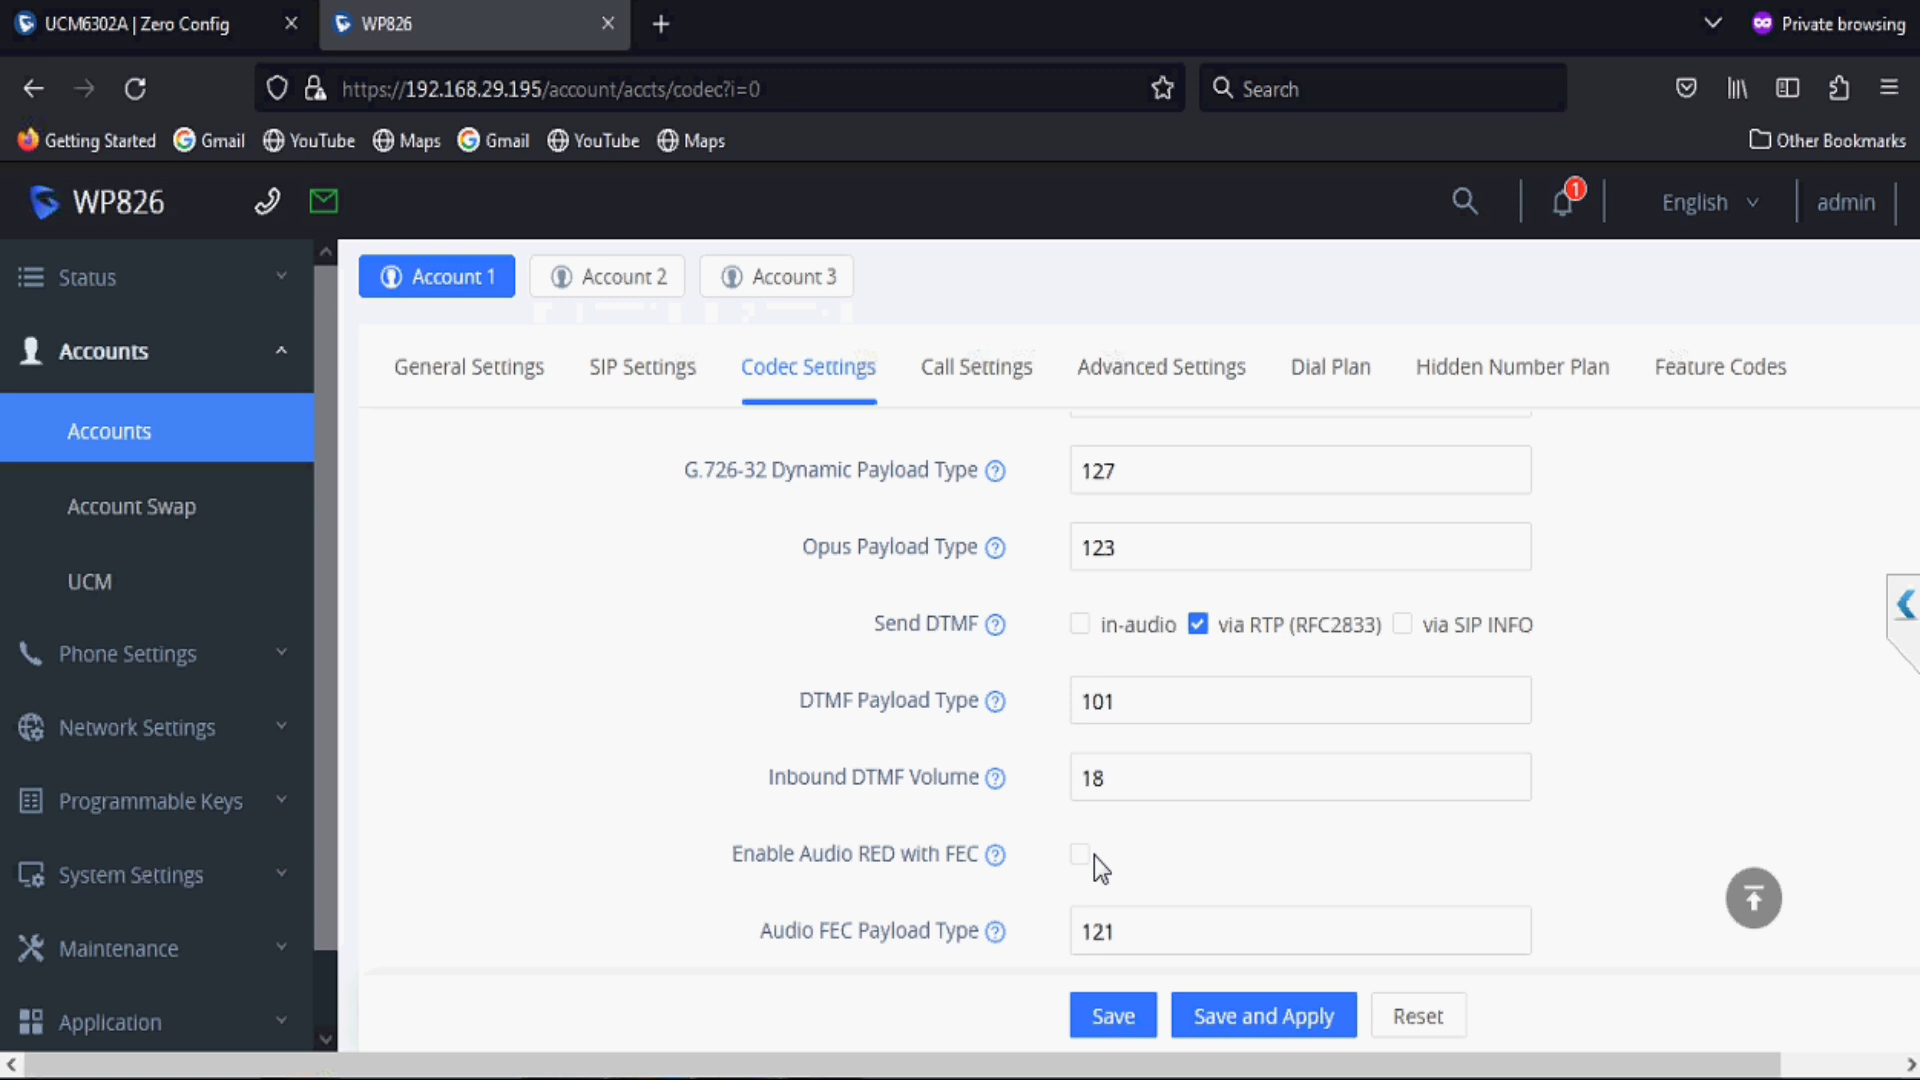 UCM6302A | Zero Config
WP826
Private browsing
https://192.168.29.195/account/accts/codec?i=0
Search
Getting Started
Gmail
YouTube
Maps
Gmail
YouTube
Maps
Other Bookmarks
WP826
1
English
admin
Status
Accounts
Accounts
Account Swap
UCM
Phone Settings
Network Settings
Programmable Keys
System Settings
Maintenance
Application
Account 1
Account 2
Account 3
General Settings
SIP Settings
Codec Settings
Call Settings
Advanced Settings
Dial Plan
Hidden Number Plan
Feature Codes
G.726-32 Dynamic Payload Type ? 127
Opus Payload Type ? 123
Send DTMF ? in-audio via RTP (RFC2833) via SIP INFO
DTMF Payload Type ? 101
Inbound DTMF Volume ? 18
Enable Audio RED with FEC ?
Audio FEC Payload Type ? 121
Save
Save and Apply
Reset